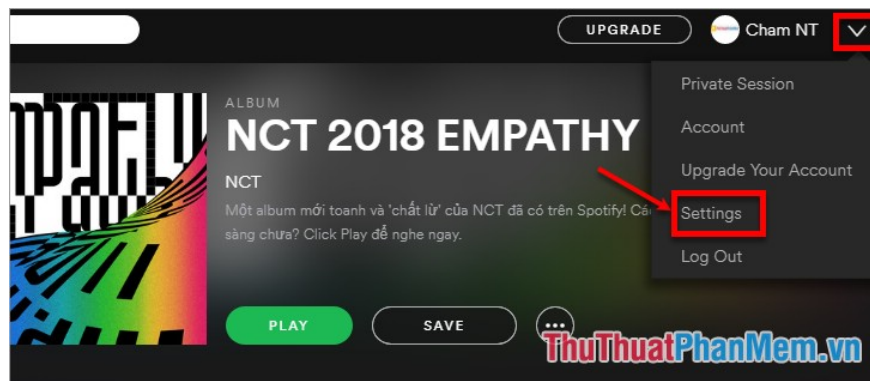 UPGRADE
Cham NT
Private Session
Account
Upgrade Your Account
Settings
Log Out
ALBUM
NCT 2018 EMPATHY
NCT
Một album mới toanh và 'chất lừ' của NCT đã có trên Spotify! Các
sàng chưa? Click Play để nghe ngay.
PLAY
SAVE
ThuThuatPhanMem.vn